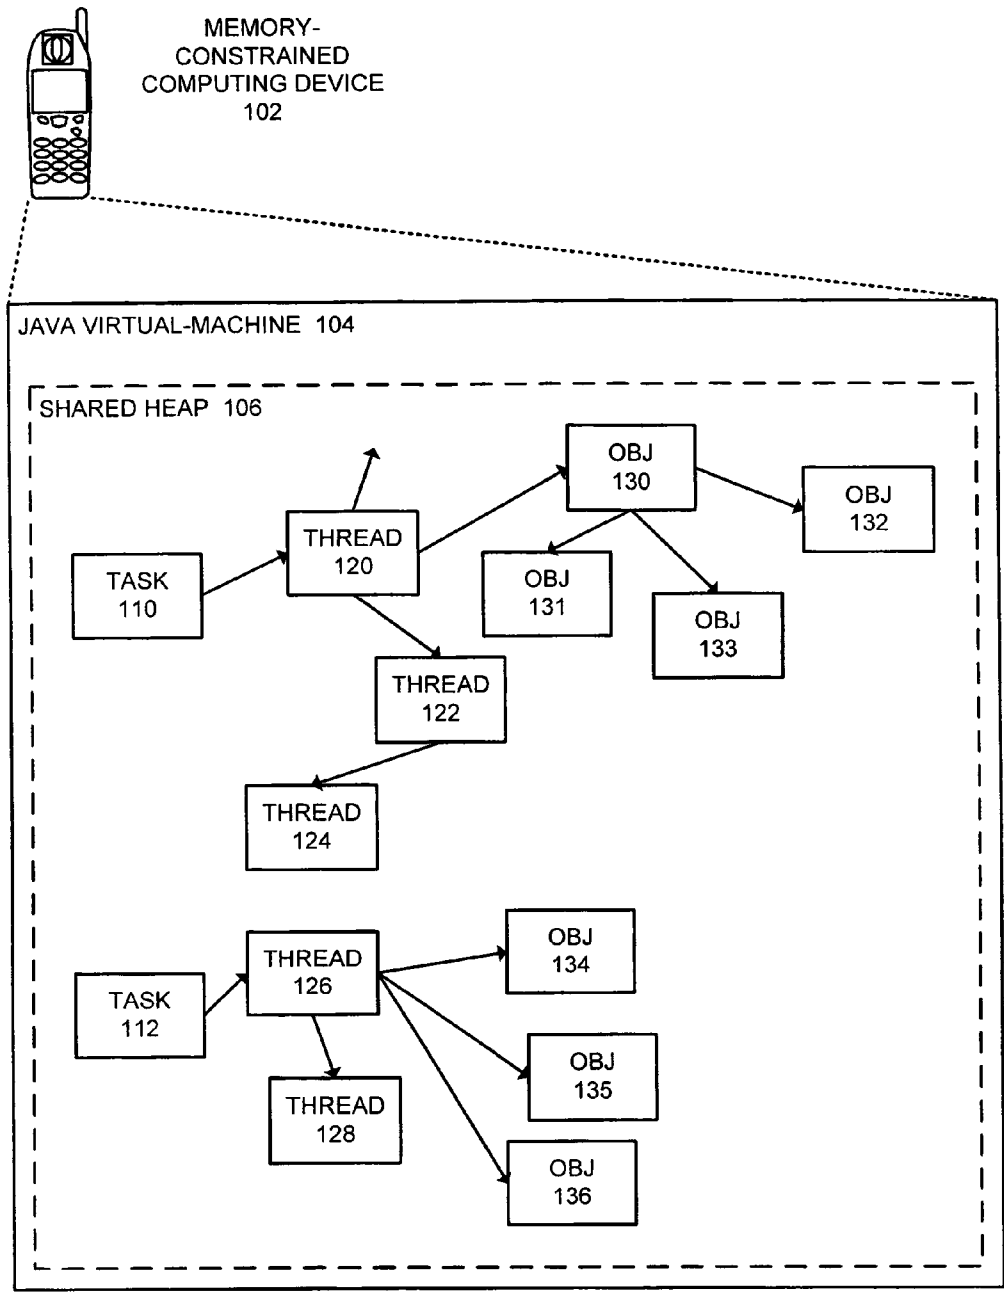 MEMORY-
CONSTRAINED
COMPUTING DEVICE
102
JAVA VIRTUAL-MACHINE 104
SHARED HEAP 106
OBJ
130
OBJ
132
THREAD
120
TASK
110
OBJ
131
OBJ
133
THREAD
122
THREAD
124
OBJ
134
THREAD
126
TASK
112
OBJ
135
THREAD
128
OBJ
136